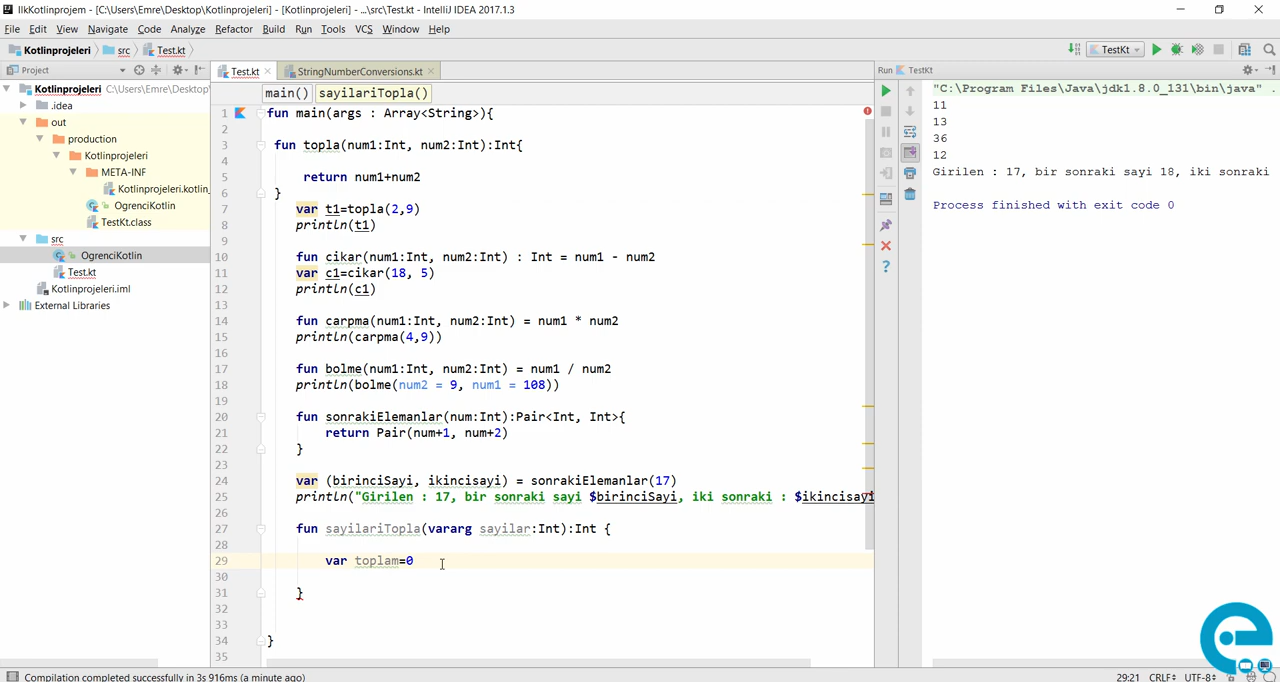 IlkKotlinprojem - [C:\Users\Emre\Desktop\Kotlinprojeleri] - [Kotlinprojeleri] - ...\src\Test.kt - IntelliJ IDEA 2017.1.3
File Edit View Navigate Code Analyze Refactor Build Run Tools VCS Window Help
Kotlinprojeleri src Test.kt TestKt
Project Test.kt StringNumberConversions.kt Run TestKt
Kotlinprojeleri C:\Users\Emre\Desktop\
.idea
out
production
Kotlinprojeleri
META-INF
Kotlinprojeleri.kotlin_
OgrenciKotlin
TestKt.class
src
OgrenciKotlin
Test.kt
Kotlinprojeleri.iml
External Libraries
main() sayilariTopla()
1 fun main(args : Array<String>){
2
3 fun topla(num1:Int, num2:Int):Int{
4
5 return num1+num2
6 }
7 var t1=topla(2,9)
8 println(t1)
9
10 fun cikar(num1:Int, num2:Int) : Int = num1 - num2
11 var c1=cikar(18, 5)
12 println(c1)
13
14 fun carpma(num1:Int, num2:Int) = num1 * num2
15 println(carpma(4,9))
16
17 fun bolme(num1:Int, num2:Int) = num1 / num2
18 println(bolme(num2 = 9, num1 = 108))
19
20 fun sonrakiElemanlar(num:Int):Pair<Int, Int>{
21 return Pair(num+1, num+2)
22 }
23
24 var (birinciSayi, ikincisayi) = sonrakiElemanlar(17)
25 println("Girilen : 17, bir sonraki sayi $birinciSayi, iki sonraki : $ikincisayi
26
27 fun sayilariTopla(vararg sayilar:Int):Int {
28
29 var toplam=0
30
31 }
32
33
34 }
35
"C:\Program Files\Java\jdk1.8.0_131\bin\java" .
11
13
36
12
Girilen : 17, bir sonraki sayi 18, iki sonraki
Process finished with exit code 0
Compilation completed successfully in 3s 916ms (a minute ago) 29:21 CRLF UTF-8